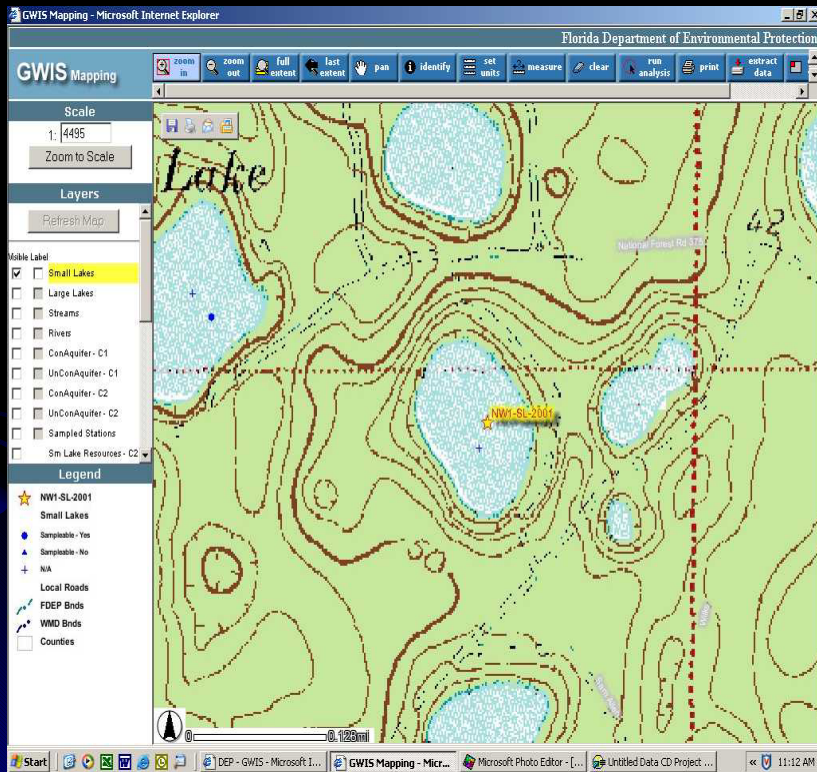 GWIS Mapping - Microsoft Internet Explorer
Florida Department of Environmental Protection
GWIS Mapping
zoom in
zoom out
full extent
last extent
pan
identify
set units
measure
clear
run analysis
print
extract data
Scale
1: 4495
Zoom to Scale
Layers
Refresh Map
Visible Label
Small Lakes
Large Lakes
Streams
Rivers
ConAquifer - C1
UnConAquifer - C1
ConAquifer - C2
UnConAquifer - C2
Sampled Stations
Sm Lake Resources - C2
Legend
NW1-SL-2001
Small Lakes
Sampleable - Yes
Sampleable - No
N/A
Local Roads
FDEP Bnds
WMD Bnds
Counties
Lake
National Forest Rd 378
42
NW1-SL-2001
0 0.128mi
Start
DEP - GWIS - Microsoft I...
GWIS Mapping - Micr...
Microsoft Photo Editor - [...
Untitled Data CD Project ...
« 11:12 AM